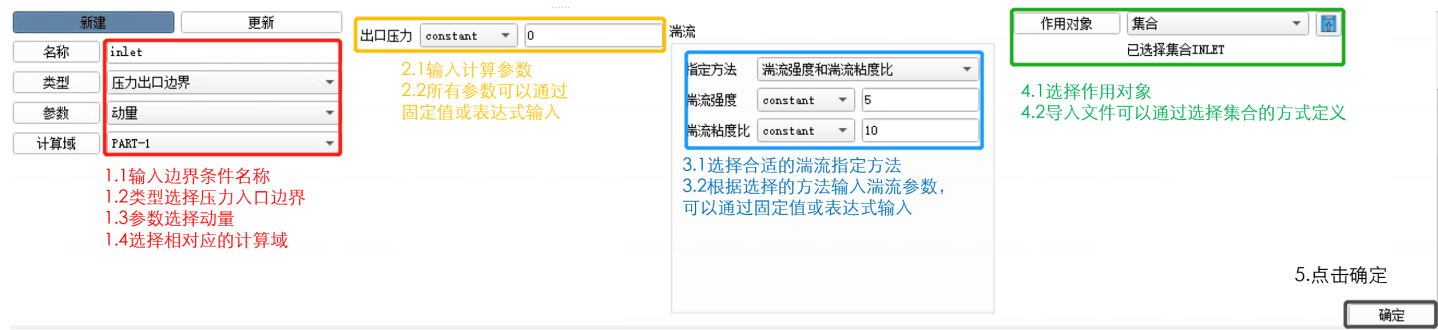 新建 更新
名称 inlet
类型 压力出口边界
参数 动量
计算域 PART-1
1.1输入边界条件名称
1.2类型选择压力入口边界
1.3参数选择动量
1.4选择相对应的计算域
出口压力 constant 0
2.1输入计算参数
2.2所有参数可以通过
固定值或表达式输入
湍流
指定方法 湍流强度和湍流粘度比
湍流强度 constant 5
湍流粘度比 constant 10
3.1选择合适的湍流指定方法
3.2根据选择的方法输入湍流参数，
可以通过固定值或表达式输入
作用对象 集合
已选择集合INLET
4.1选择作用对象
4.2导入文件可以通过选择集合的方式定义
5.点击确定
确定